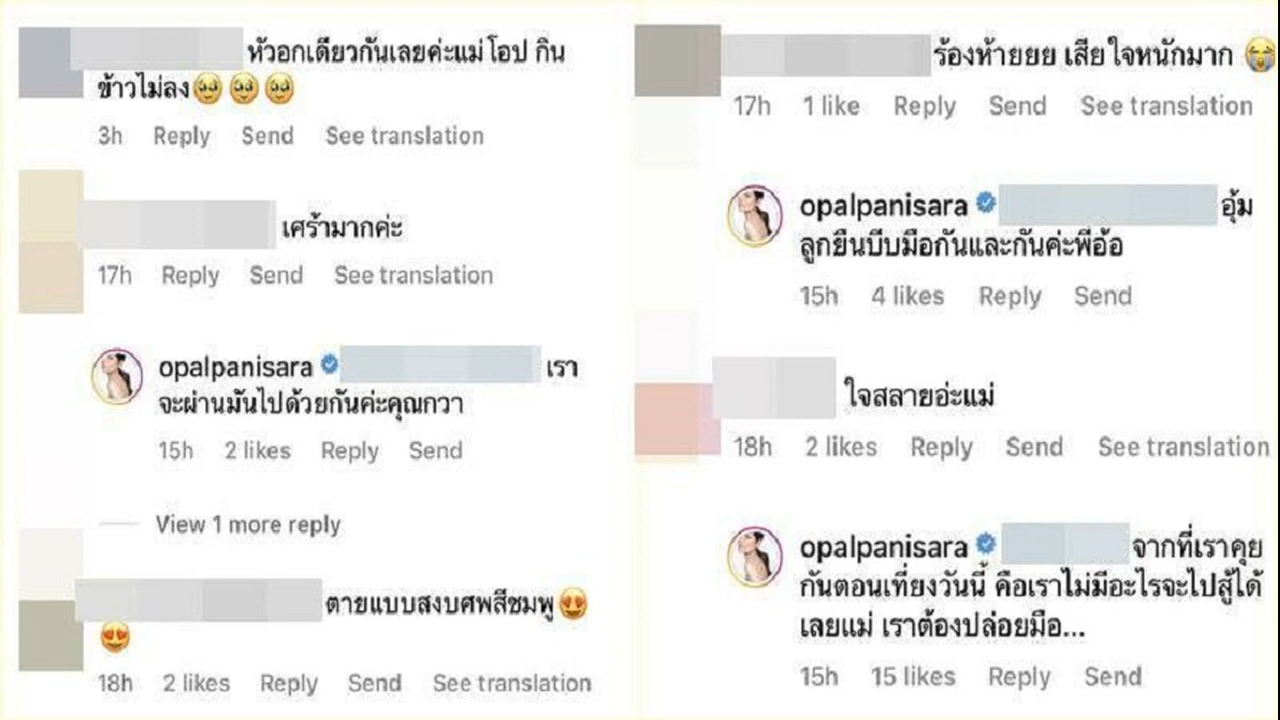 หัวอกเดียวกันเลยค่ะแม่โอป กิน
ข้าวไม่ลง🥹🥹🥹
3h Reply Send See translation
เศร้ามากค่ะ
17h Reply Send See translation
opalpanisara เรา
จะผ่านมันไปด้วยกันค่ะคุณกวา
15h 2 likes Reply Send
View 1 more reply
ตายแบบสงบศพสีชมพู😍
😍
18h 2 likes Reply Send See translation
ร้องห้ายยย เสียใจหนักมาก 😭
17h 1 like Reply Send See translation
opalpanisara อุ้ม
ลูกยืนบีบมือกันและกันค่ะพี่อ้อ
15h 4 likes Reply Send
ใจสลายอ่ะแม่
18h 2 likes Reply Send See translation
opalpanisara จากที่เราคุย
กันตอนเที่ยงวันนี้ คือเราไม่มีอะไรจะไปสู้ได้
เลยแม่ เราต้องปล่อยมือ...
15h 15 likes Reply Send